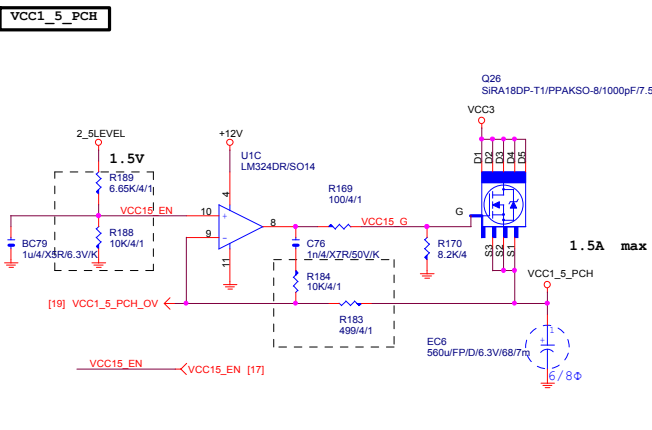 VCC1_5_PCH
Q26
SiRA18DP-T1/PPAKSO-8/1000pF/7.5
VCC3
D1
D2
D3
D4
D5
2_5LEVEL
+12V
1.5V
U1C
LM324DR/SO14
R189
6.65K/4/1
4
R169
100/4/1
VCC15_EN
10
+
8
VCC15_G
G
9
-
R188
10K/4/1
BC79
1u/4/X5R/6.3V/K
11
C76
1n/4/X7R/50V/K
R170
8.2K/4
S3
S2
S1
1.5A max
R184
10K/4/1
VCC1_5_PCH
[19] VCC1_5_PCH_OV
R183
499/4/1
EC6
560u/FP/D/6.3V/68/7m
1
+
6/8Φ
VCC15_EN
VCC15_EN [17]